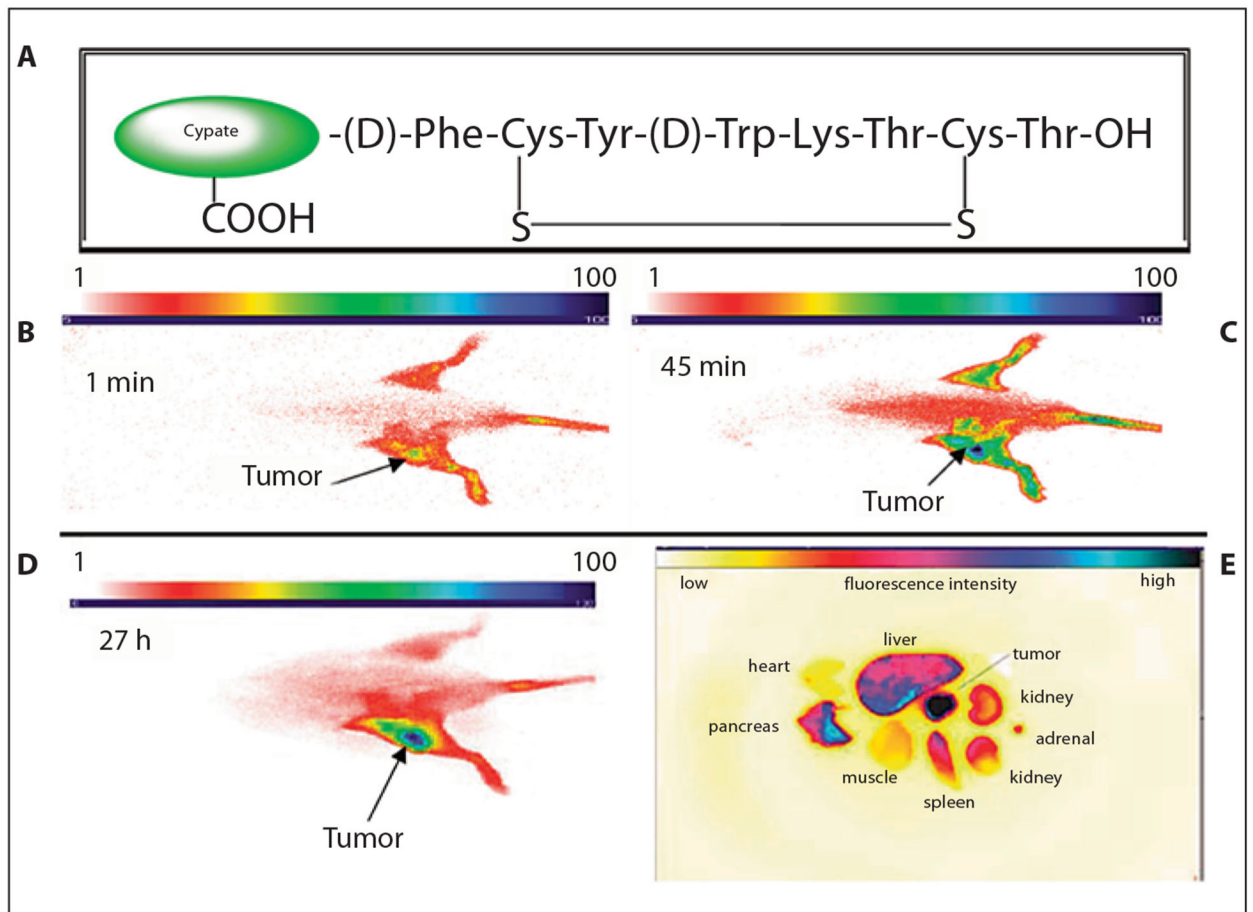 A
Cypate
-(D)-Phe-Cys-Tyr-(D)-Trp-Lys-Thr-Cys-Thr-OH
COOH
S
S
1
100
1
100
100
100
B
C
1 min
45 min
Tumor
Tumor
D
1
100
E
low
fluorescence intensity
high
27 h
liver
tumor
heart
kidney
pancreas
adrenal
muscle
kidney
spleen
Tumor